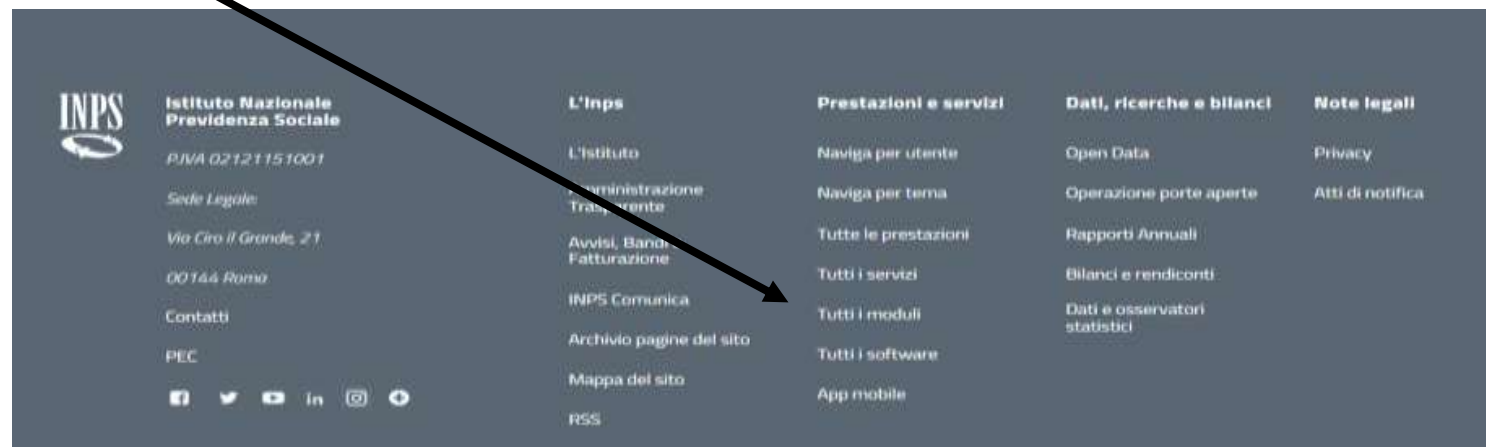 INPS
Istituto Nazionale
Previdenza Sociale
P.IVA 02121151001
Sede Legale:
Via Ciro il Grande, 21
00144 Roma
Contatti
PEC
L'Inps
L'Istituto
Amministrazione
Trasparente
Avvisi, Bandi
Fatturazione
INPS Comunica
Archivio pagine del sito
Mappa del sito
RSS
Prestazioni e servizi
Naviga per utente
Naviga per tema
Tutte le prestazioni
Tutti i servizi
Tutti i moduli
Tutti i software
App mobile
Dati, ricerche e bilanci
Open Data
Operazione porte aperte
Rapporti Annuali
Bilanci e rendiconti
Dati e osservatori
statistici
Note legali
Privacy
Atti di notifica